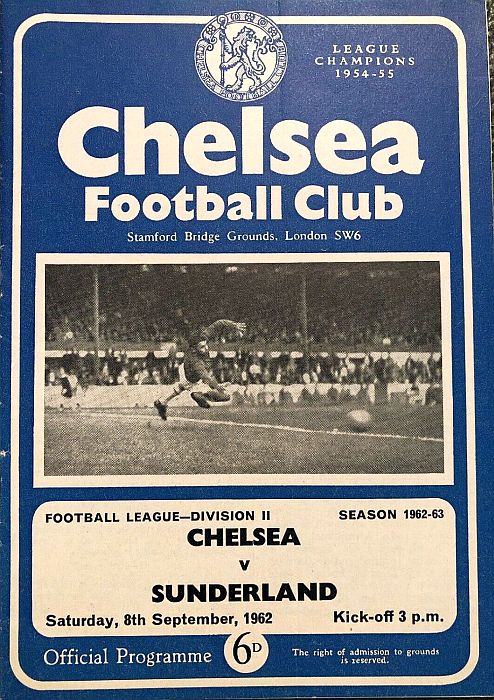 LEAGUE
CHAMPIONS
1954-55
Chelsea
Football Club
Stamford Bridge Grounds, London SW6
FOOTBALL LEAGUE—DIVISION II
SEASON 1962-63
CHELSEA
v
SUNDERLAND
Saturday, 8th September, 1962
Kick-off 3 p.m.
Official Programme
6D
The right of admission to grounds
is reserved.